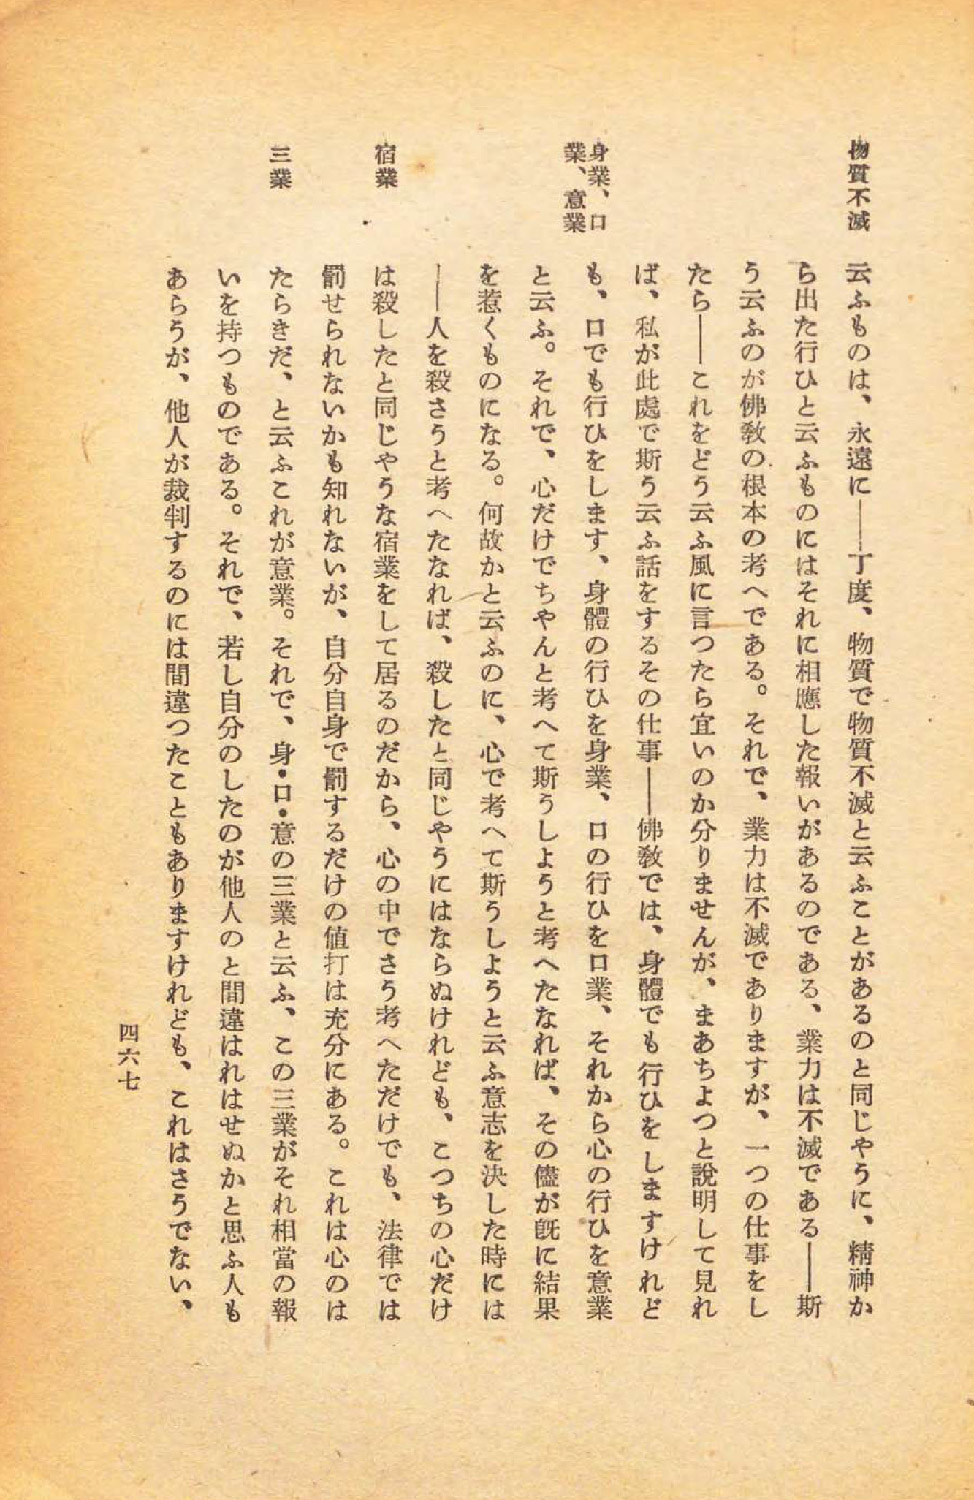 物質不滅
云ふものは、永遠に――丁度、物質で物質不滅と云ふことがあるのと同じやうに、精神か
ら出た行ひと云ふものにはそれに相應した報いがあるのである、業力は不滅である――斯
う云ふのが佛敎の根本の考へである。それで、業力は不滅でありますが、一つの仕事をし
たら――これをどう云ふ風に言つたら宜いのか分りませんが、まあちよつと說明して見れ
ば、私が此處で斯う云ふ話をするその仕事――佛敎では、身體でも行ひをしますけれど
身業、口
業、意業
も、口でも行ひをします、身體の行ひを身業、口の行ひを口業、それから心の行ひを意業
と云ふ。それで、心だけでちやんと考へて斯うしようと考へたなれば、その儘が旣に結果
を惹くものになる。何故かと云ふのに、心で考へて斯うしようと云ふ意志を決した時には
――人を殺さうと考へたなれば、殺したと同じやうにはならぬけれども、こつちの心だけ
宿業
は殺したと同じやうな宿業をして居るのだから、心の中でさう考へただけでも、法律では
罰せられないかも知れないが、自分自身で罰するだけの値打は充分にある。これは心のは
三業
たらきだ、と云ふこれが意業。それで、身・口・意の三業と云ふ、この三業がそれ相當の報
いを持つものである。それで、若し自分のしたのが他人のと間違はれはせぬかと思ふ人も
あらうが、他人が裁判するのには間違つたこともありますけれども、これはさうでない、
四六七